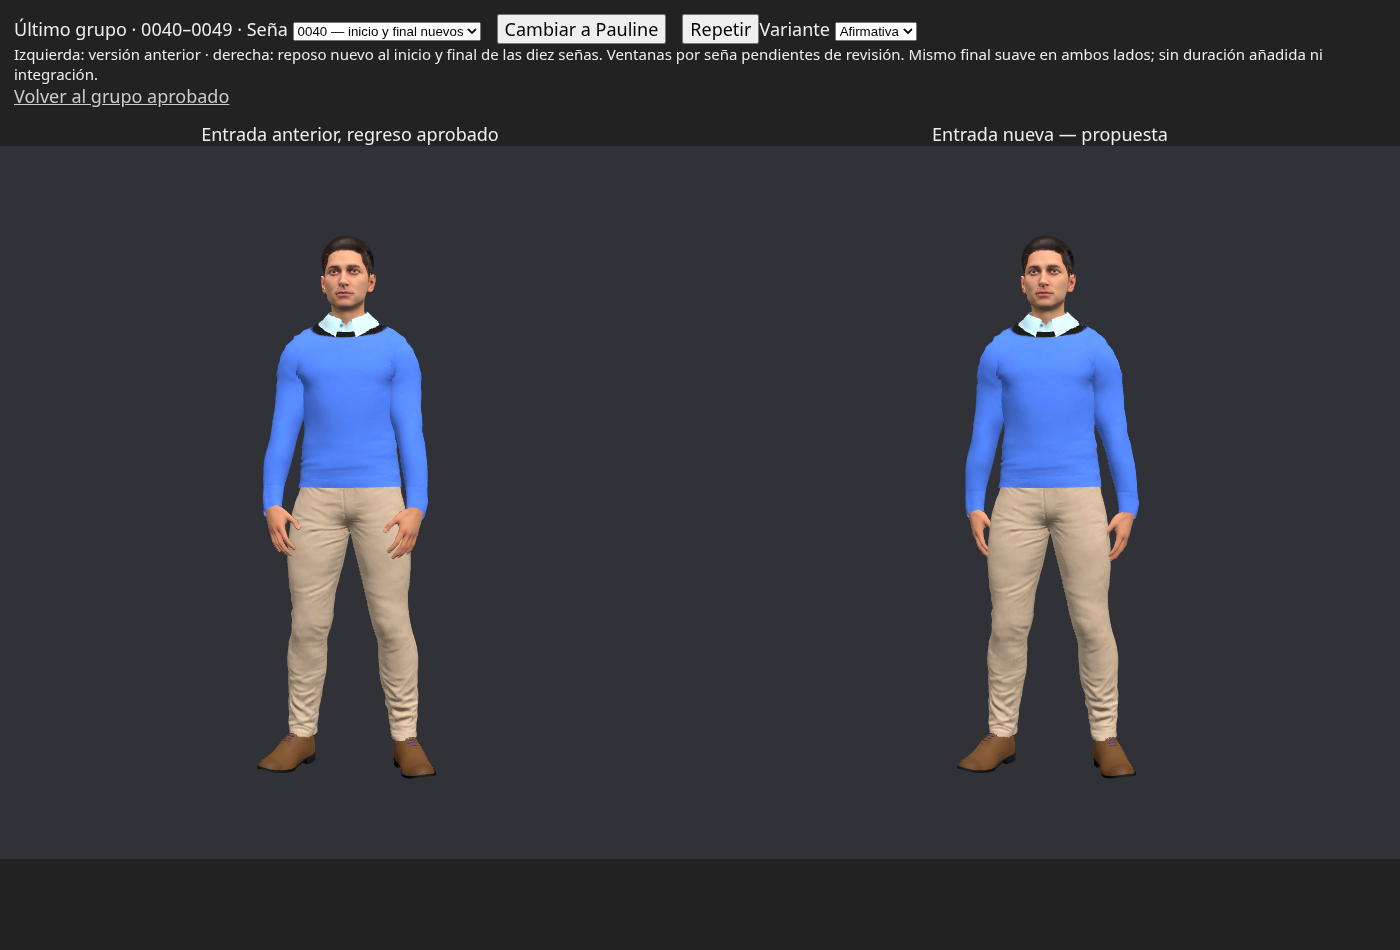 Último grupo · 0040–0049 · Seña 0040 — inicio y final nuevos Cambiar a Pauline Repetir Variante Afirmativa
Izquierda: versión anterior · derecha: reposo nuevo al inicio y final de las diez señas. Ventanas por seña pendientes de revisión. Mismo final suave en ambos lados; sin duración añadida ni
integración.
Volver al grupo aprobado
Entrada anterior, regreso aprobado Entrada nueva — propuesta